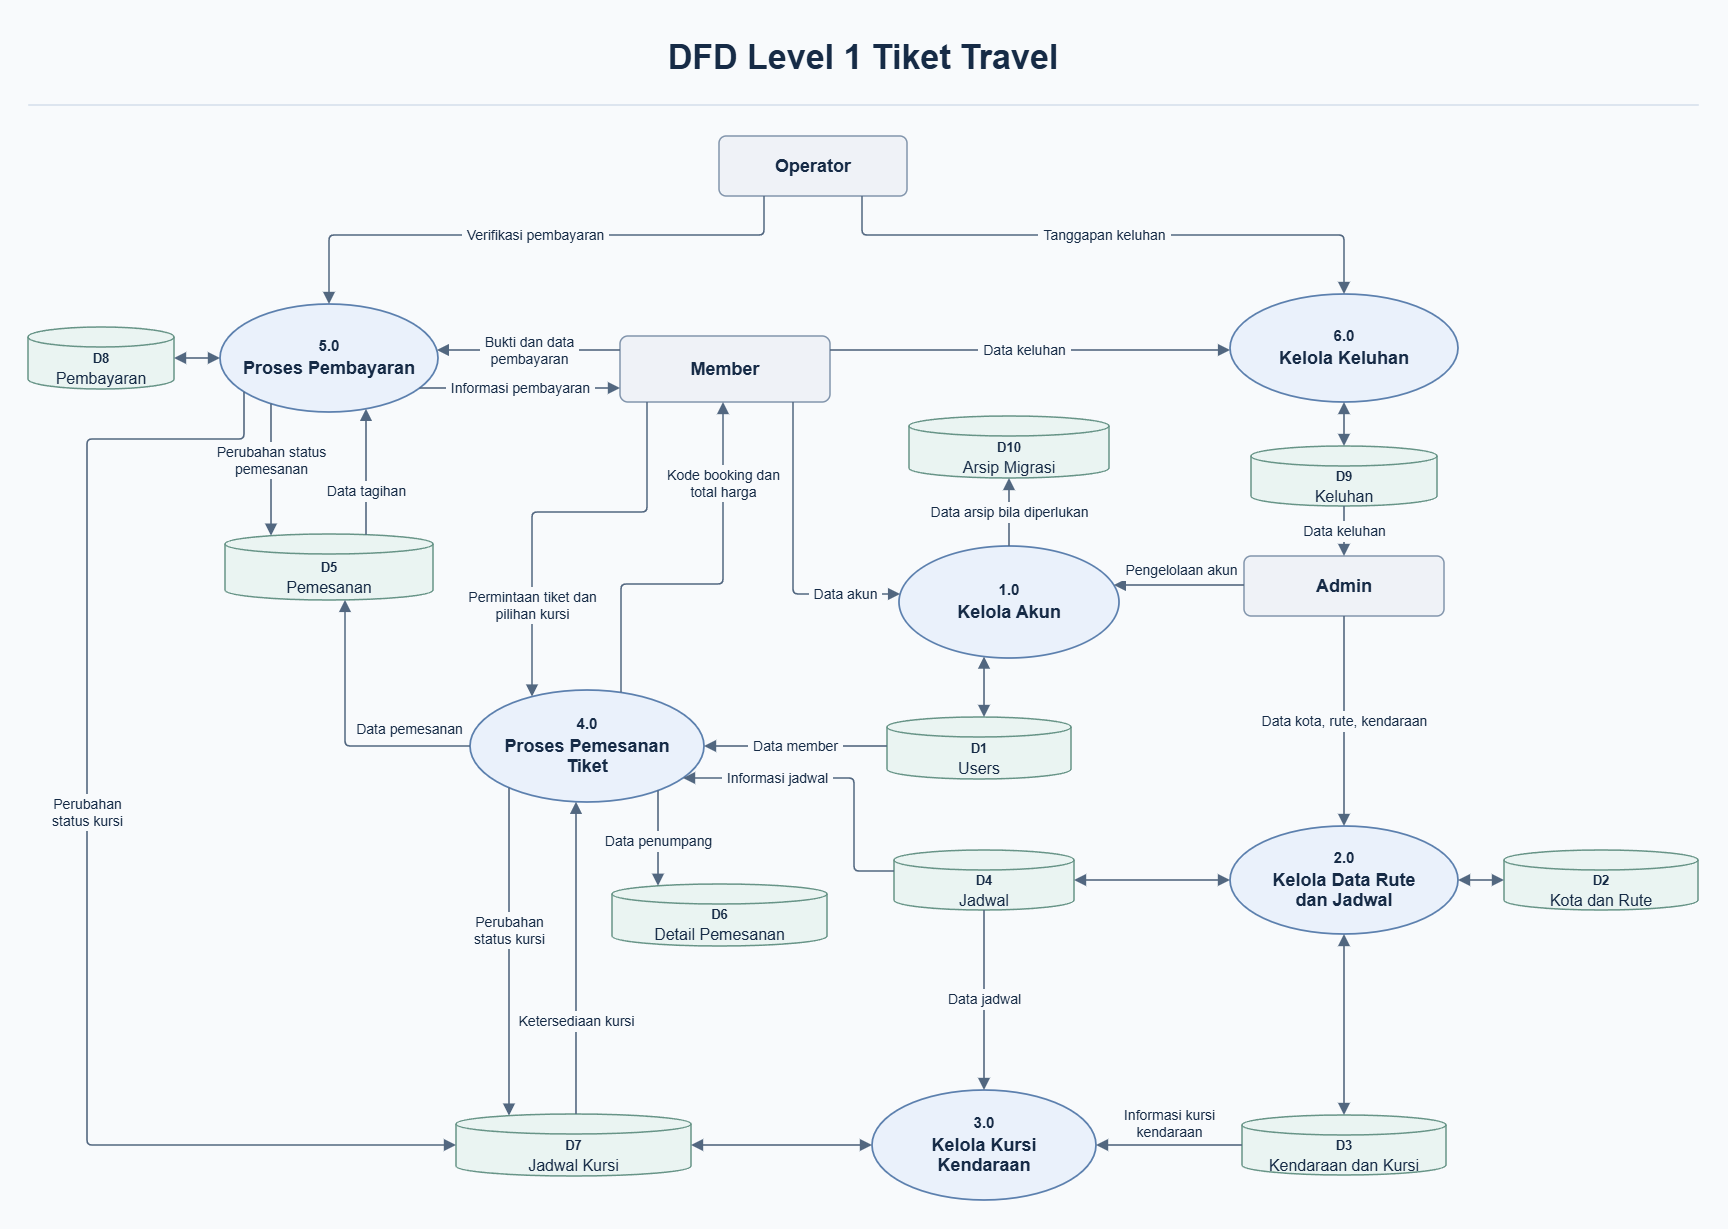 DFD Level 1 Tiket Travel
Operator
Verifikasi pembayaran
Tanggapan keluhan
5.0
Proses Pembayaran
D8
Pembayaran
Bukti dan data
pembayaran
Informasi pembayaran
Member
Data keluhan
6.0
Kelola Keluhan
Perubahan status
pemesanan
Data tagihan
Kode booking dan
total harga
D10
Arsip Migrasi
Data arsip bila diperlukan
D9
Keluhan
Data keluhan
D5
Pemesanan
Permintaan tiket dan
pilihan kursi
Data akun
1.0
Kelola Akun
Pengelolaan akun
Admin
Data pemesanan
4.0
Proses Pemesanan
Tiket
Data member
D1
Users
Data kota, rute, kendaraan
Informasi jadwal
Perubahan
status kursi
Data penumpang
D6
Detail Pemesanan
D4
Jadwal
2.0
Kelola Data Rute
dan Jadwal
D2
Kota dan Rute
Perubahan
status kursi
Ketersediaan kursi
Data jadwal
D7
Jadwal Kursi
3.0
Kelola Kursi
Kendaraan
Informasi kursi
kendaraan
D3
Kendaraan dan Kursi